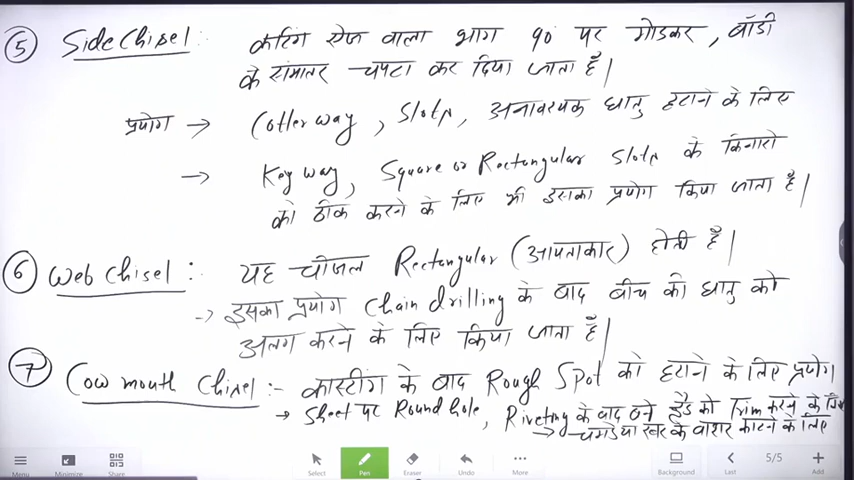 ⑤ Side Chisel : कटिंग ऐज वाला भाग 90 पर मोडकर, बॉडी
के समांतर चपटा कर दिया जाता है|
प्रयोग → Cotter way, Slots, अनावश्यक धातु हटाने के लिए
→ Key way, Square or Rectangular Slots के किनारो
को ठीक करने के लिए भी इसका प्रयोग किया जाता है|
⑥ Web Chisel : यह चीजल Rectangular (आयताकार) होती है|
→ इसका प्रयोग Chain drilling के बाद बीच की धातु को
अलग करने के लिए किया जाता है|
⑦ Cow mouth Chisel :- कास्टींग के बाद Rough Spot को हटाने के लिए प्रयोग
→ Sheet पर Round hole, Riveting के बाद बने हैड को Trim करने के लिए
→ चमडे या रबर के वाशर काटने के लिए
Menu Minimize Share Select Pen Eraser Undo More Background Last 5/5 Add